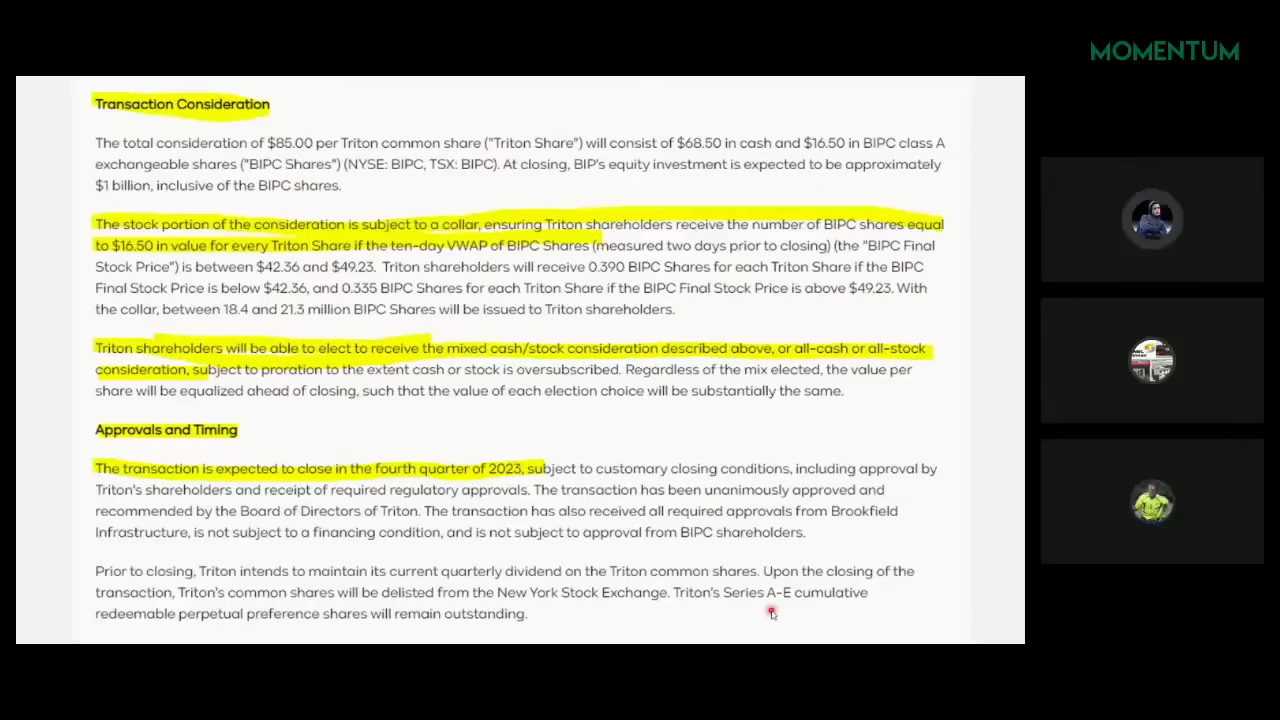 MOMENTUM
Transaction Consideration
The total consideration of $85.00 per Triton common share ("Triton Share") will consist of $68.50 in cash and $16.50 in BIPC class A
exchangeable shares ("BIPC Shares") (NYSE: BIPC, TSX: BIPC). At closing, BIP's equity investment is expected to be approximately
$1 billion, inclusive of the BIPC shares.
The stock portion of the consideration is subject to a collar, ensuring Triton shareholders receive the number of BIPC shares equal
to $16.50 in value for every Triton Share if the ten-day VWAP of BIPC Shares (measured two days prior to closing) (the "BIPC Final
Stock Price") is between $42.36 and $49.23. Triton shareholders will receive 0.390 BIPC Shares for each Triton Share if the BIPC
Final Stock Price is below $42.36, and 0.335 BIPC Shares for each Triton Share if the BIPC Final Stock Price is above $49.23. With
the collar, between 18.4 and 21.3 million BIPC Shares will be issued to Triton shareholders.
Triton shareholders will be able to elect to receive the mixed cash/stock consideration described above, or all-cash or all-stock
consideration, subject to proration to the extent cash or stock is oversubscribed. Regardless of the mix elected, the value per
share will be equalized ahead of closing, such that the value of each election choice will be substantially the same.
Approvals and Timing
The transaction is expected to close in the fourth quarter of 2023, subject to customary closing conditions, including approval by
Triton's shareholders and receipt of required regulatory approvals. The transaction has been unanimously approved and
recommended by the Board of Directors of Triton. The transaction has also received all required approvals from Brookfield
Infrastructure, is not subject to a financing condition, and is not subject to approval from BIPC shareholders.
Prior to closing, Triton intends to maintain its current quarterly dividend on the Triton common shares. Upon the closing of the
transaction, Triton's common shares will be delisted from the New York Stock Exchange. Triton's Series A-E cumulative
redeemable perpetual preference shares will remain outstanding.